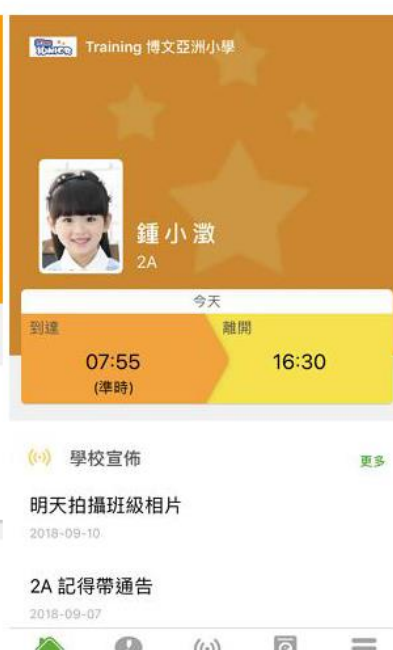 Training 博文亞洲小學
鍾小澂
2A
今天
到達
離開
07:55
16:30
(準時)
學校宣佈
更多
明天拍攝班級相片
2018-09-10
2A 記得帶通告
2018-09-07